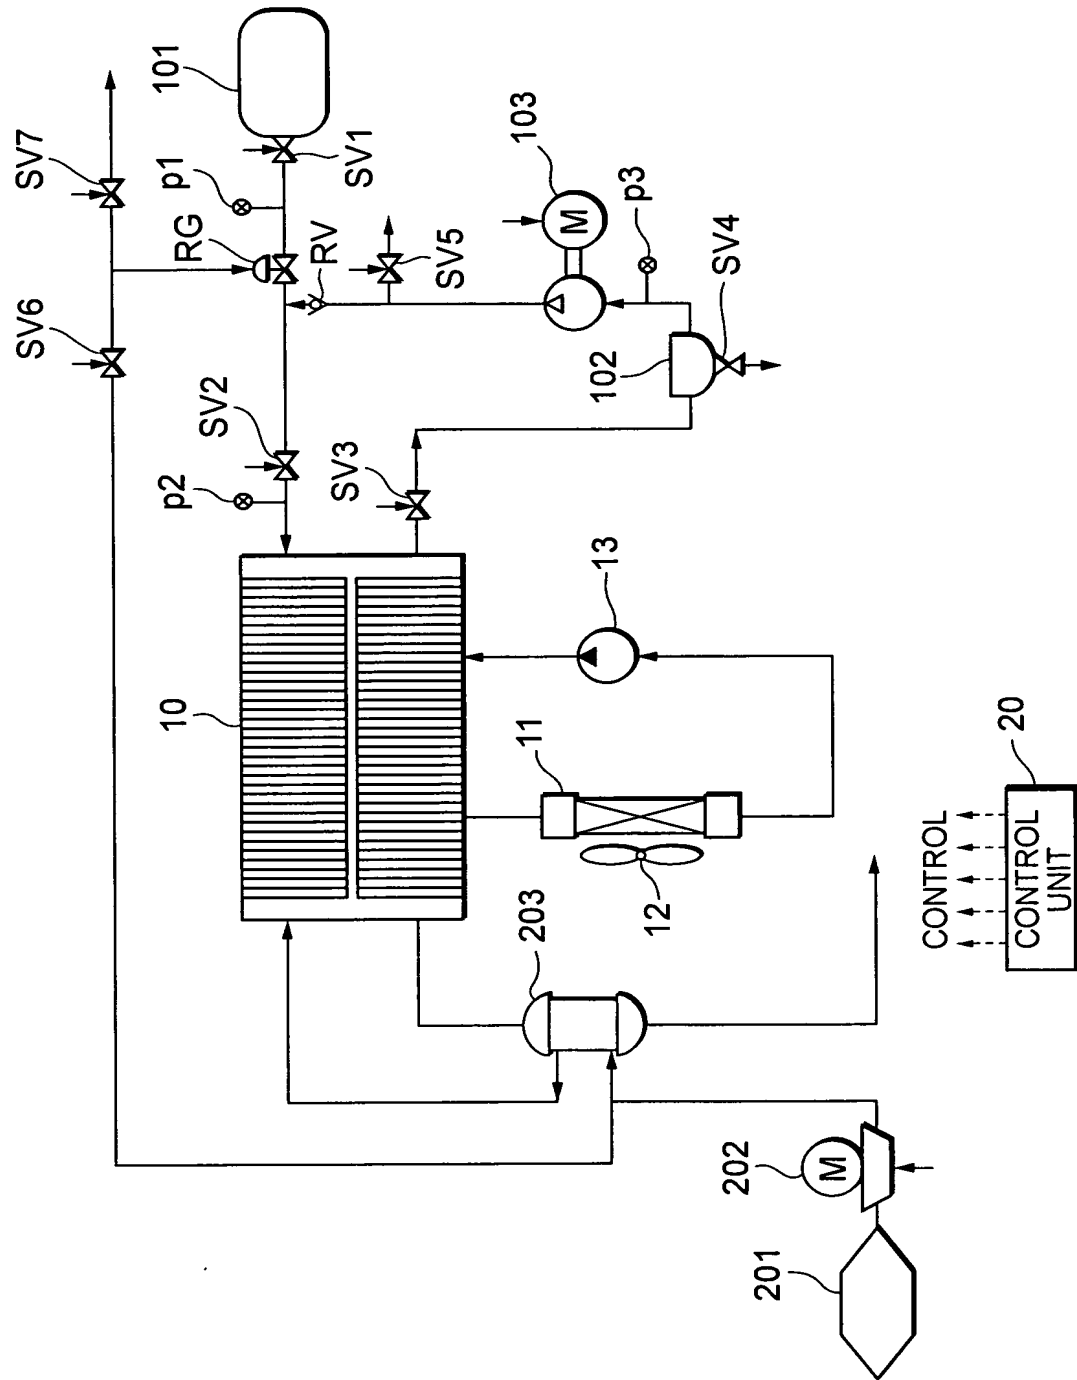 SV7
101
p1
SV1
RG
103
RV
SV5
p3
SV4
SV6
SV2
102
p2
SV3
13
10
11
20
CONTROL
CONTROL
UNIT
12
203
202
201
M
M